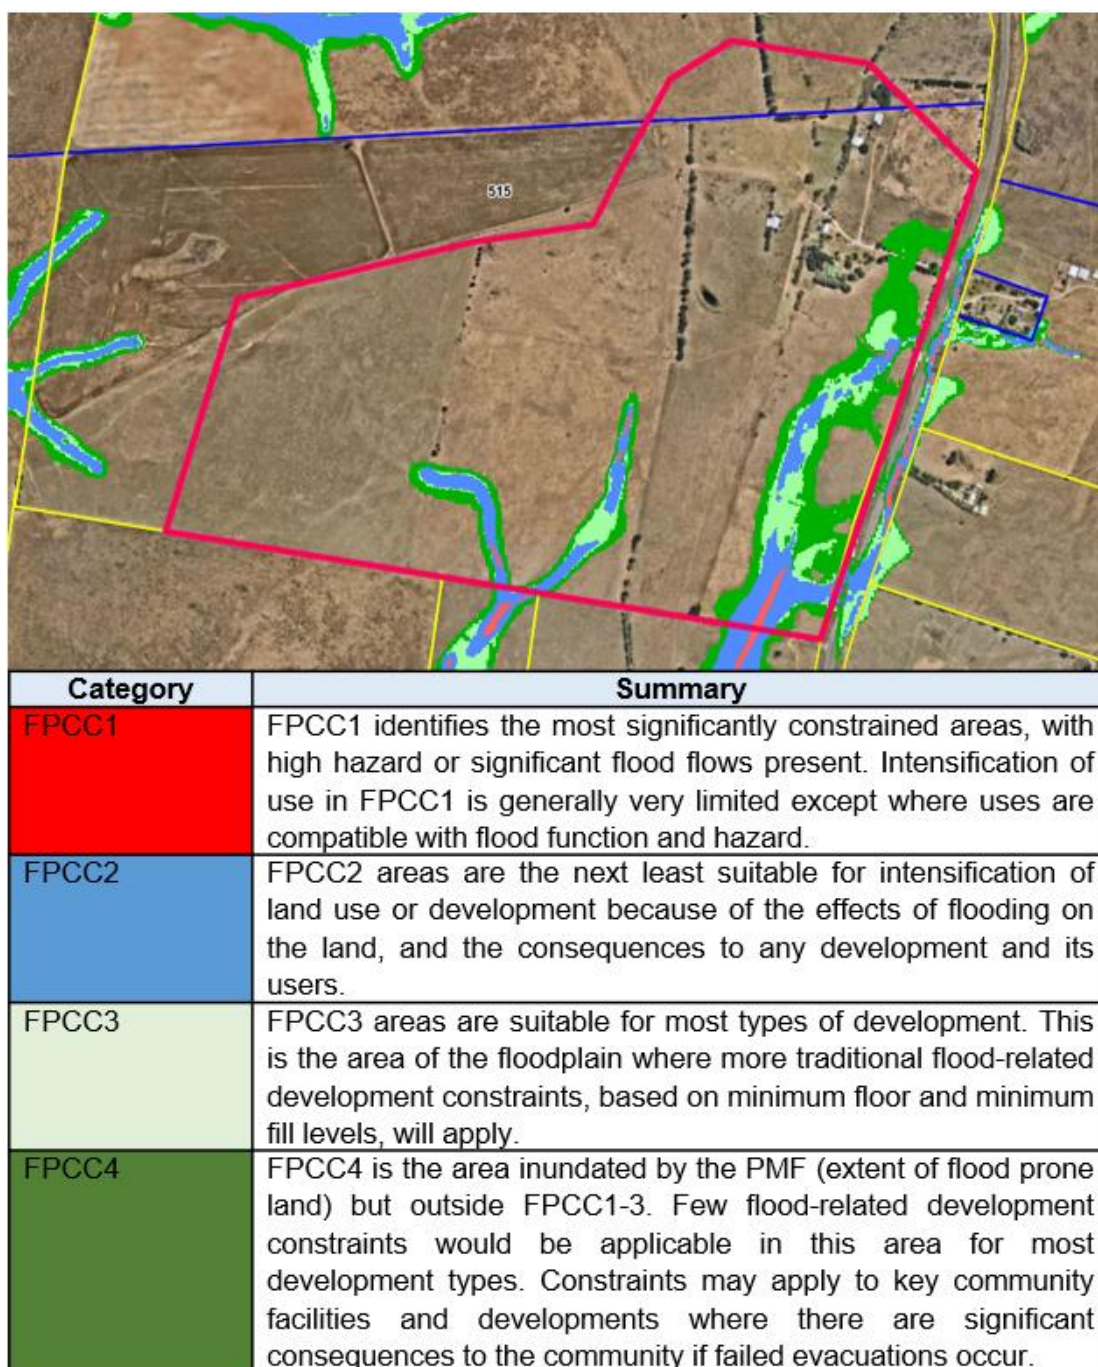 515
Category Summary
FPCC1 FPCC1 identifies the most significantly constrained areas, with
high hazard or significant flood flows present. Intensification of
use in FPCC1 is generally very limited except where uses are
compatible with flood function and hazard.
FPCC2 FPCC2 areas are the next least suitable for intensification of
land use or development because of the effects of flooding on
the land, and the consequences to any development and its
users.
FPCC3 FPCC3 areas are suitable for most types of development. This
is the area of the floodplain where more traditional flood-related
development constraints, based on minimum floor and minimum
fill levels, will apply.
FPCC4 FPCC4 is the area inundated by the PMF (extent of flood prone
land) but outside FPCC1-3. Few flood-related development
constraints would be applicable in this area for most
development types. Constraints may apply to key community
facilities and developments where there are significant
consequences to the community if failed evacuations occur.